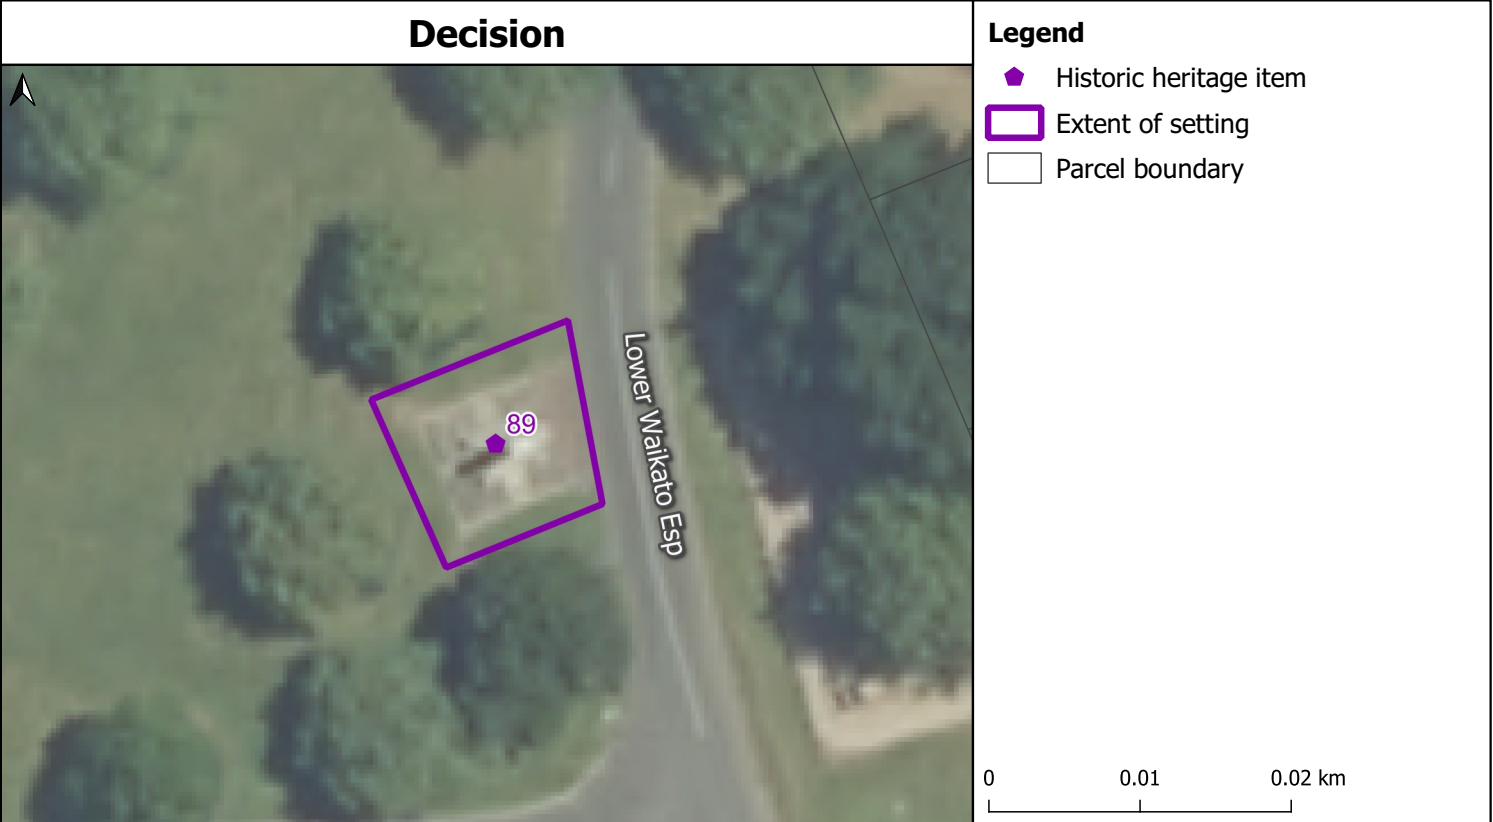 Decision
89
Lower Waikato Esp
Legend
Historic heritage item
Extent of setting
Parcel boundary
0 0.01 0.02 km